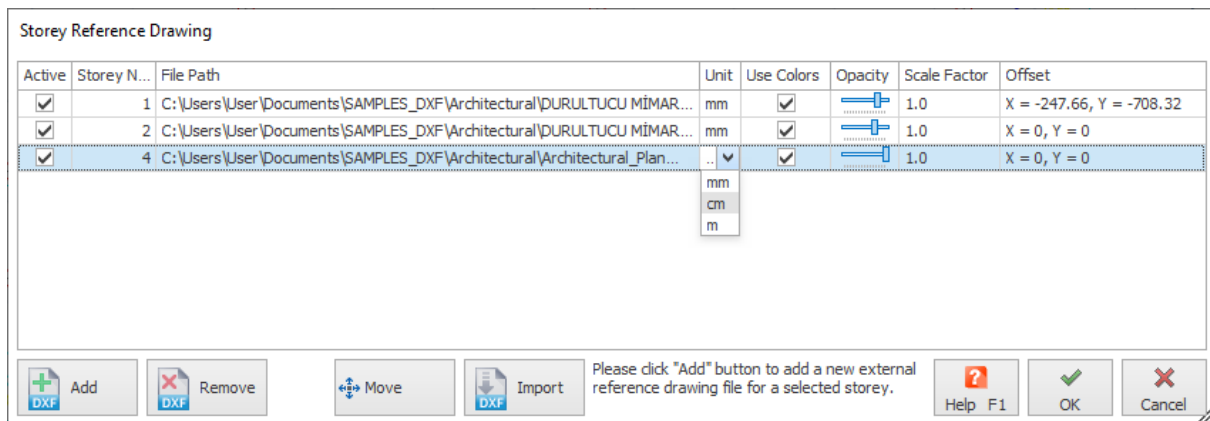 Storey Reference Drawing
Active Storey N... File Path Unit Use Colors Opacity Scale Factor Offset
1 C:\Users\User\Documents\SAMPLES_DXF\Architectural\DURULTUCU MİMAR... mm 1.0 X = -247.66, Y = -708.32
2 C:\Users\User\Documents\SAMPLES_DXF\Architectural\DURULTUCU MİMAR... mm 1.0 X = 0, Y = 0
4 C:\Users\User\Documents\SAMPLES_DXF\Architectural\Architectural_Plan... .. 1.0 X = 0, Y = 0
mm
cm
m
DXF Add
DXF Remove
Move
DXF Import
Please click "Add" button to add a new external
reference drawing file for a selected storey.
? Help F1
OK
Cancel